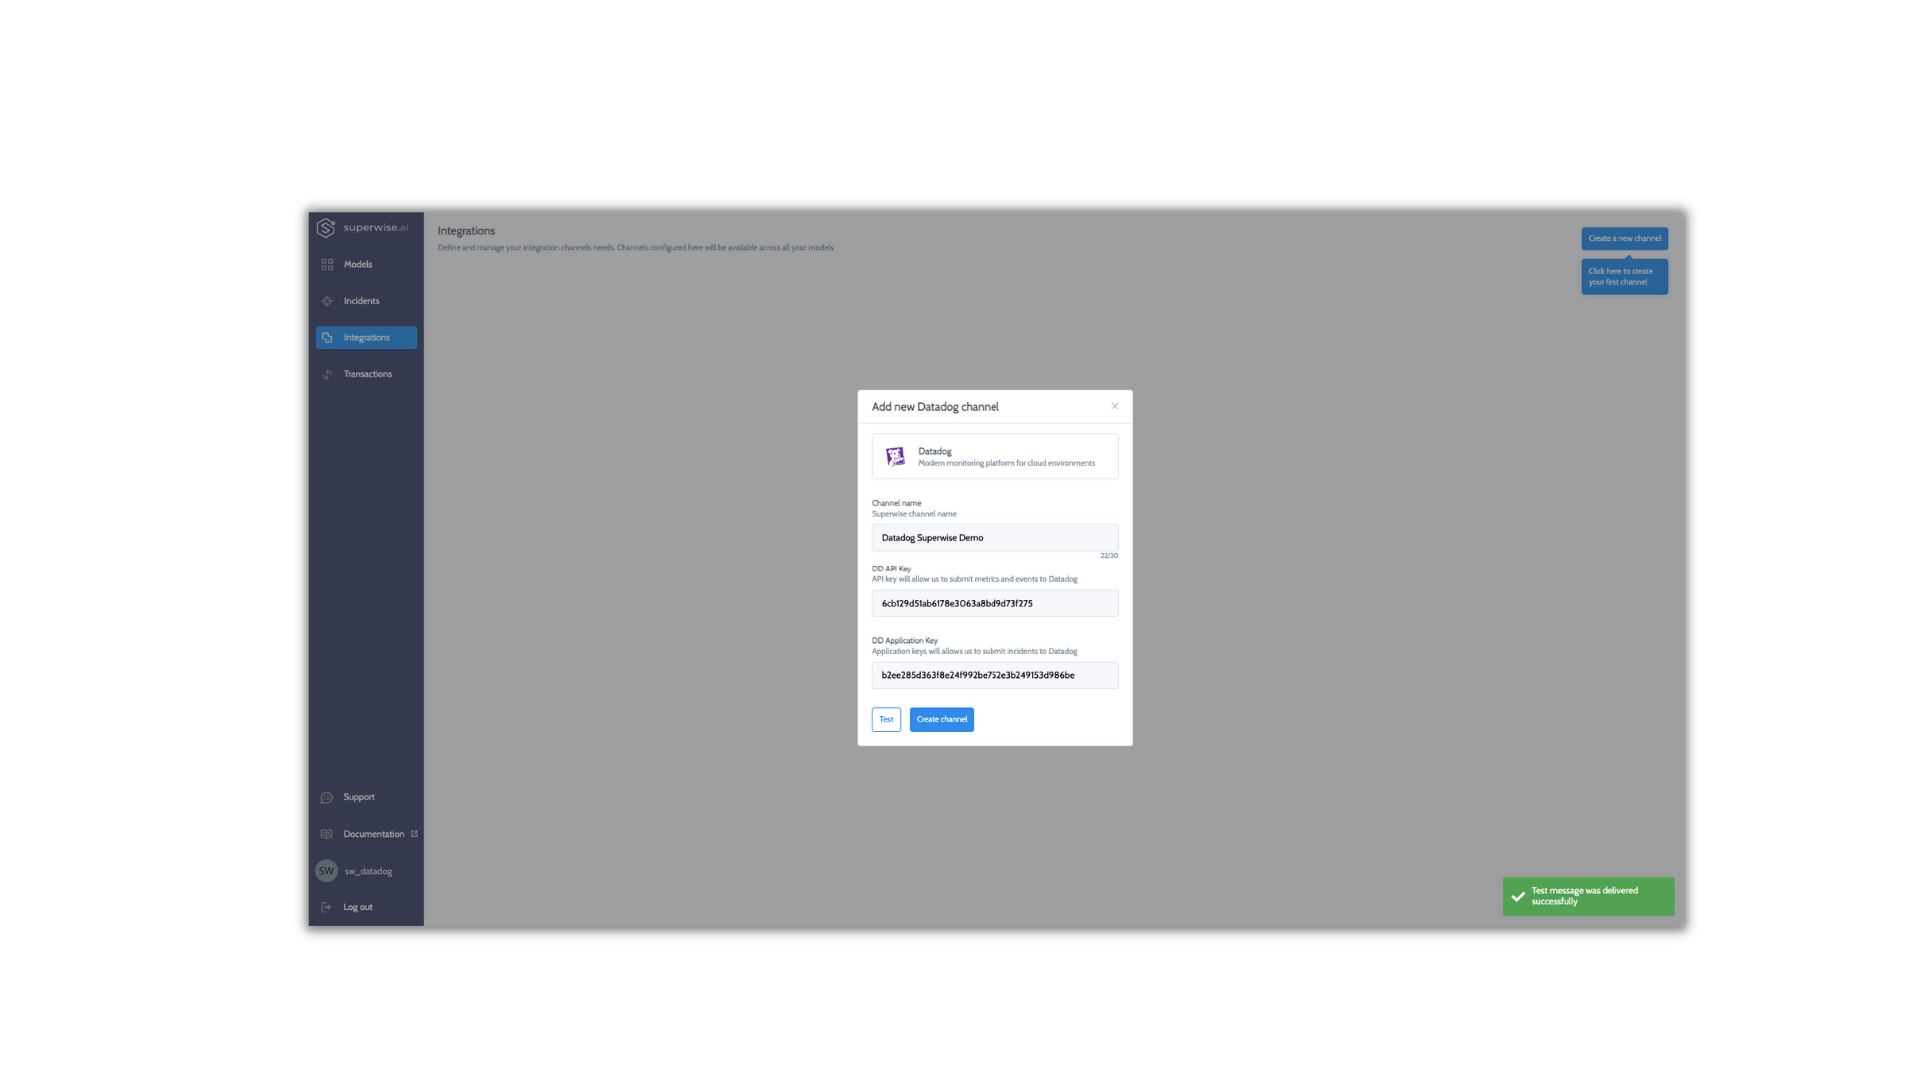 superwise.ai
Models
Incidents
Integrations
Transactions
Support
Documentation
SW sw_datadog
Log out
Integrations
Define and manage your integration channels needs. Channels configured here will be available across all your models
Create a new channel
Click here to create
your first channel
Add new Datadog channel
Datadog
Modern monitoring platform for cloud environments
Channel name
Superwise channel name
Datadog Superwise Demo
22/30
DD API Key
API key will allow us to submit metrics and events to Datadog
6cb129d51ab6178e3063a8bd9d73f275
DD Application Key
Application keys will allows us to submit incidents to Datadog
b2ee285d363f8e24f992be752e3b249153d986be
Test
Create channel
Test message was delivered
successfully